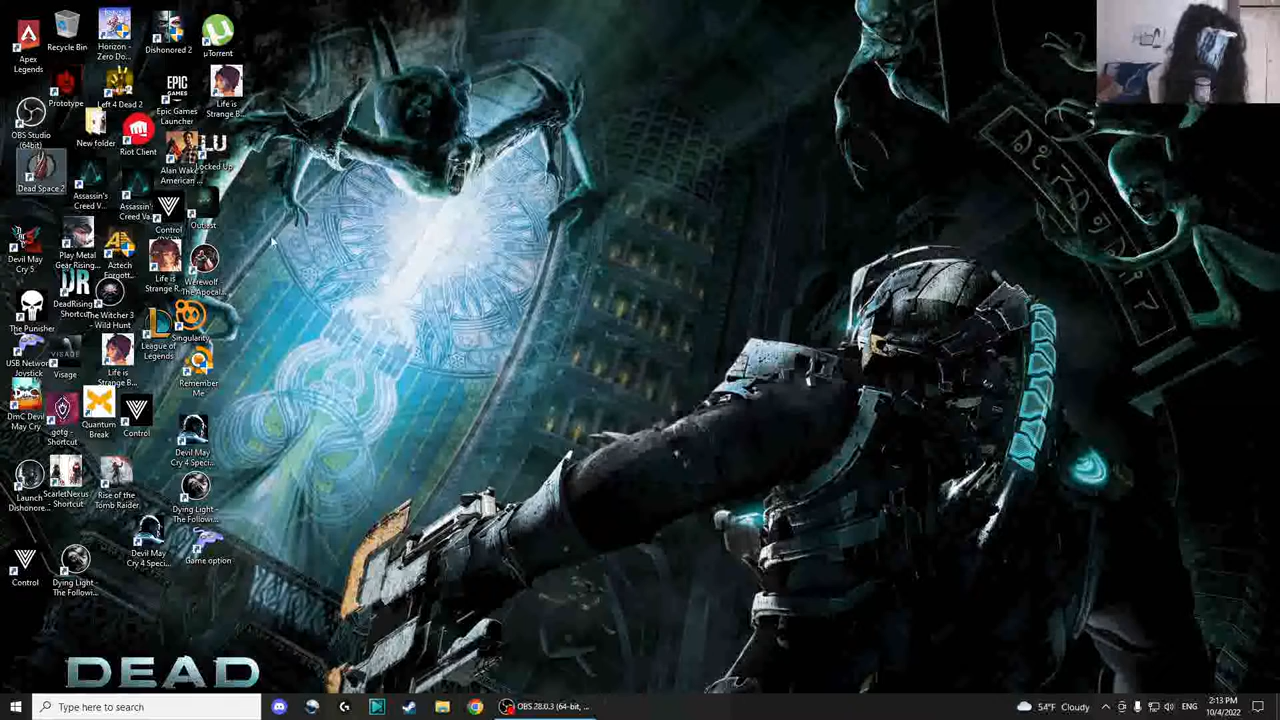 Apex
Legends
Recycle Bin
Horizon -
Zero Do...
Dishonored 2
µTorrent
Prototype
Left 4 Dead 2
EPIC
GAMES
Epic Games
Launcher
Life is
Strange B...
OBS Studio
(64bit)
New folder
Riot Client
Alan Wake's
American ...
LU
Locked Up
Dead Space 2
Assassin's
Creed V...
Assassin's
Creed Va...
Control
Outlast
Devil May
Cry 5
Play Metal
Gear Rising...
Aztech
Forgott...
Life is
Strange R...
Werewolf
The Apocal...
DR
DeadRising
Shortcut
The Witcher 3
- Wild Hunt
The Punisher
League of
Legends
Singularity
USB Networ
Joystick
VISAGE
Visage
Life is
Strange B...
Remember
Me
DmC Devil
May Cry
gotg -
Shortcut
Quantum
Break
Control
Devil May
Cry 4 Speci...
Launch
Dishonore...
ScarletNexus
Shortcut
Rise of the
Tomb Raider
Dying Light -
The Followi...
Control
Dying Light -
The Followi...
Devil May
Cry 4 Speci...
Game option
DEAD
Type here to search
OBS 28.0.3 (64-bit, ...
54°F Cloudy
ENG
2:13 PM
10/4/2022